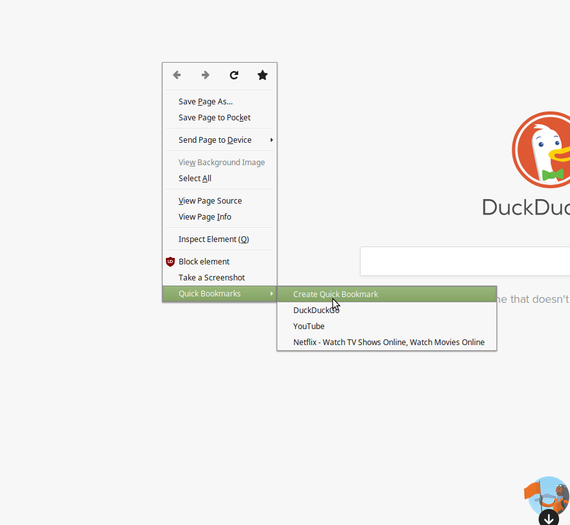 Save Page As...
Save Page to Pocket
Send Page to Device
View Background Image
Select All
View Page Source
View Page Info
Inspect Element (Q)
Block element
Take a Screenshot
Quick Bookmarks
Create Quick Bookmark
DuckDuckGo
YouTube
Netflix - Watch TV Shows Online, Watch Movies Online
DuckDuc
e that doesn't